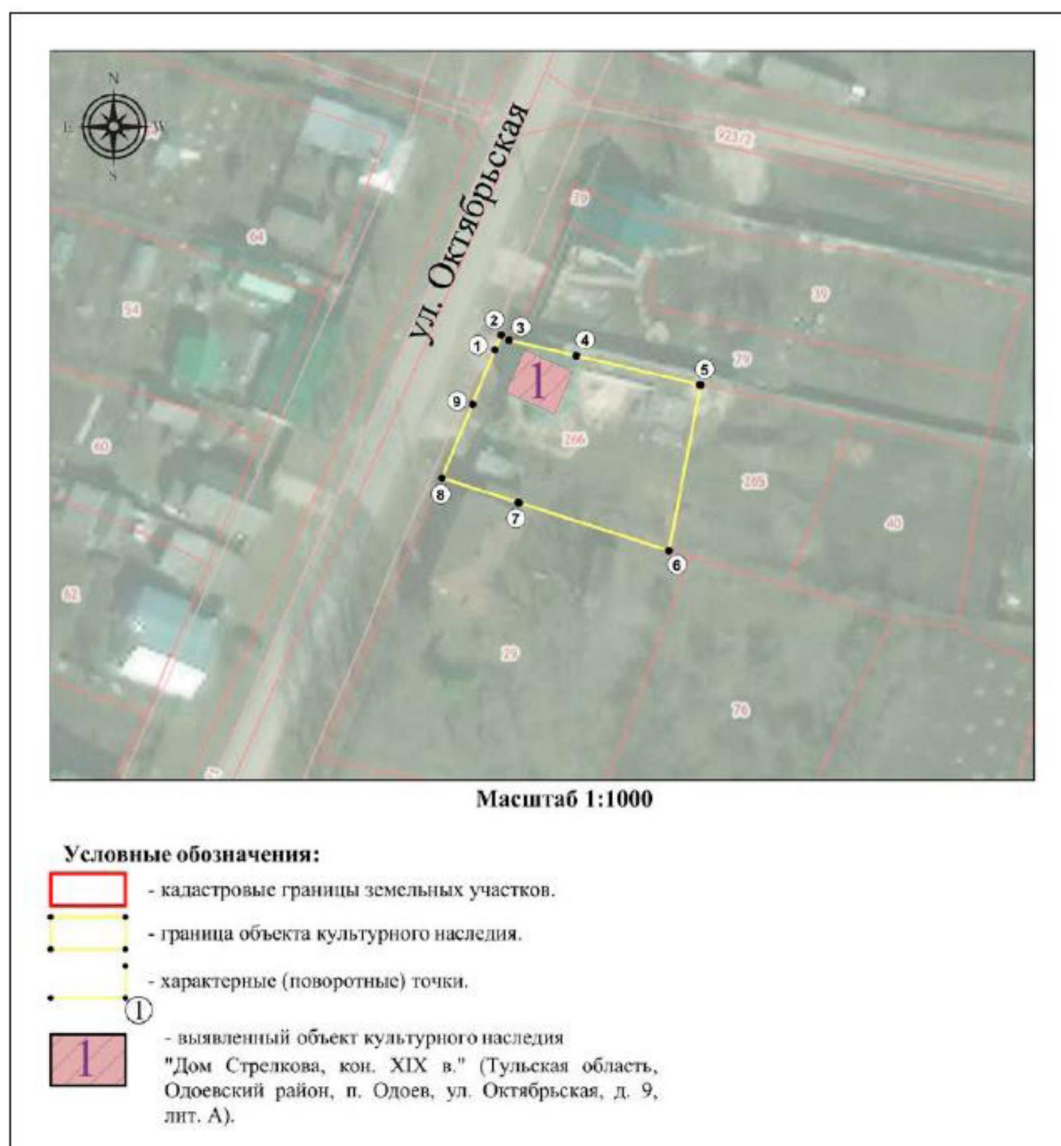 N
E W
S
ул. Октябрьская
923/2
39
64
54
39
79
2
3
1
4
5
1
9
60
266
265
40
8
7
6
62
29
76
Масштаб 1:1000
Условные обозначения:
- кадастровые границы земельных участков.
- граница объекта культурного наследия.
- характерные (поворотные) точки.
1
1
- выявленный объект культурного наследия
"Дом Стрелкова, кон. XIX в." (Тульская область,
Одоевский район, п. Одоев, ул. Октябрьская, д. 9,
лит. А).